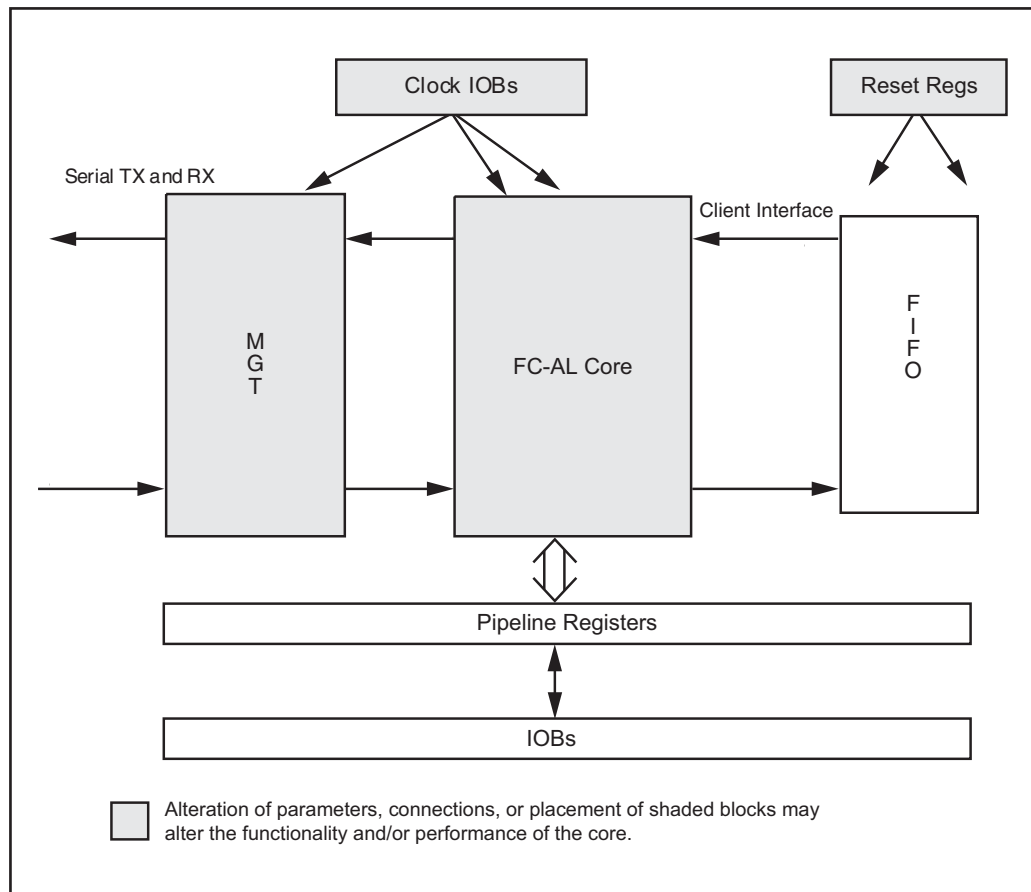 Clock IOBs
Reset Regs
Serial TX and RX
Client Interface
M
G
T
FC-AL Core
F
I
F
O
Pipeline Registers
IOBs
Alteration of parameters, connections, or placement of shaded blocks may
alter the functionality and/or performance of the core.